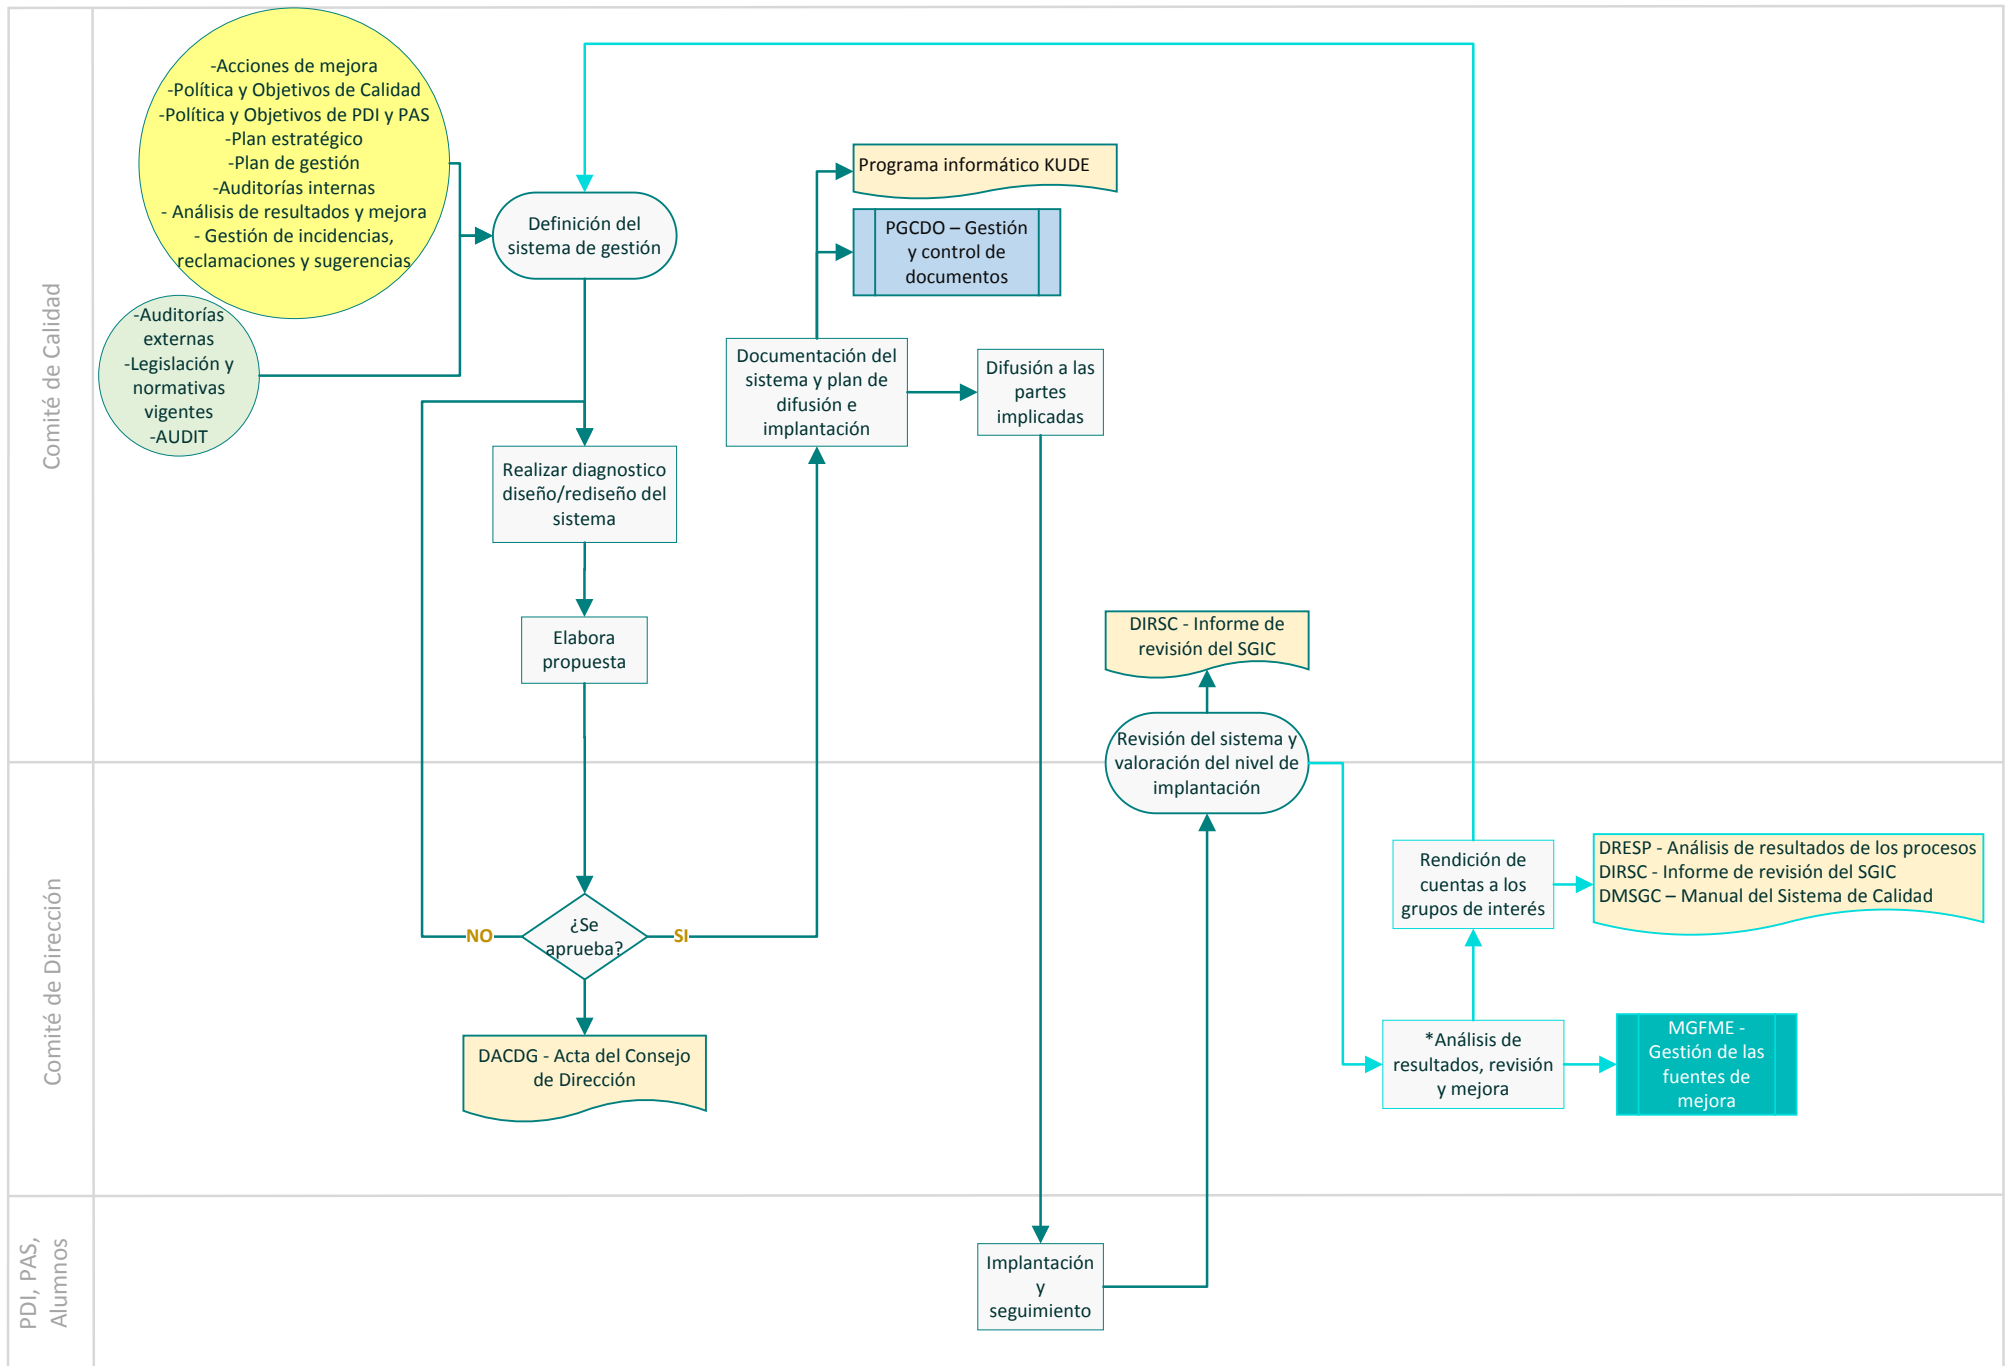 Comité de Calidad
-Acciones de mejora
-Política y Objetivos de Calidad
-Política y Objetivos de PDI y PAS
-Plan estratégico
-Plan de gestión
-Auditorías internas
- Análisis de resultados y mejora
- Gestión de incidencias,
reclamaciones y sugerencias
-Auditorías
externas
-Legislación y
normativas
vigentes
-AUDIT
Definición del
sistema de gestión
Realizar diagnostico
diseño/rediseño del
sistema
Elabora
propuesta
Programa informático KUDE
PGCDO – Gestión
y control de
documentos
Documentación del
sistema y plan de
difusión e
implantación
Difusión a las
partes
implicadas
DIRSC - Informe de
revisión del SGIC
Revisión del sistema y
valoración del nivel de
implantación
Comité de Dirección
¿Se
aprueba?
NO
SI
DACDG - Acta del Consejo
de Dirección
Rendición de
cuentas a los
grupos de interés
DRESP - Análisis de resultados de los procesos
DIRSC - Informe de revisión del SGIC
DMSGC – Manual del Sistema de Calidad
*Análisis de
resultados, revisión
y mejora
MGFME -
Gestión de las
fuentes de
mejora
PDI, PAS,
Alumnos
Implantación
y
seguimiento